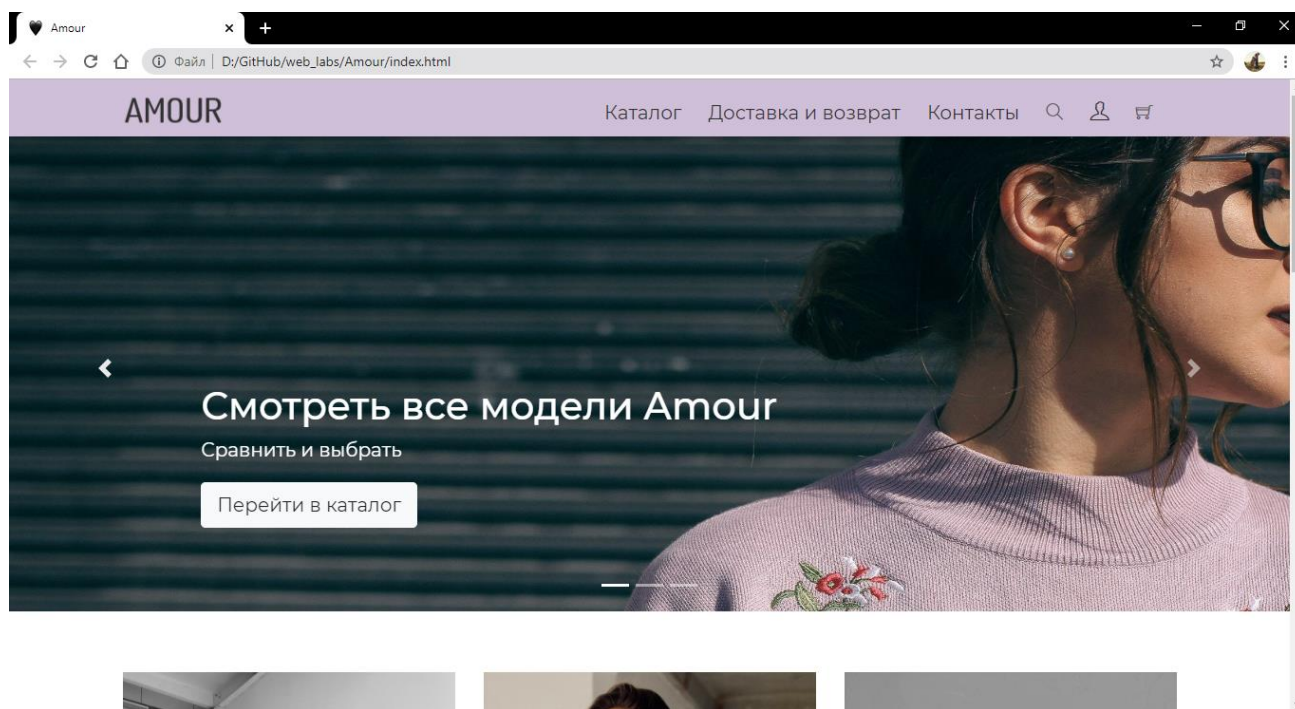 Amour
Файл | D:/GitHub/web_labs/Amour/index.html
AMOUR Каталог Доставка и возврат Контакты
Смотреть все модели Amour
Сравнить и выбрать
Перейти в каталог